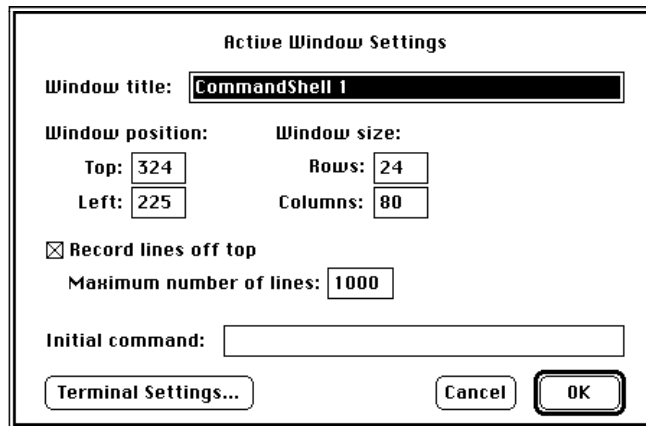 Active Window Settings
Window title: CommandShell 1
Window position: Window size:
Top: 324 Rows: 24
Left: 225 Columns: 80
Record lines off top
Maximum number of lines: 1000
Initial command:
Terminal Settings... Cancel OK